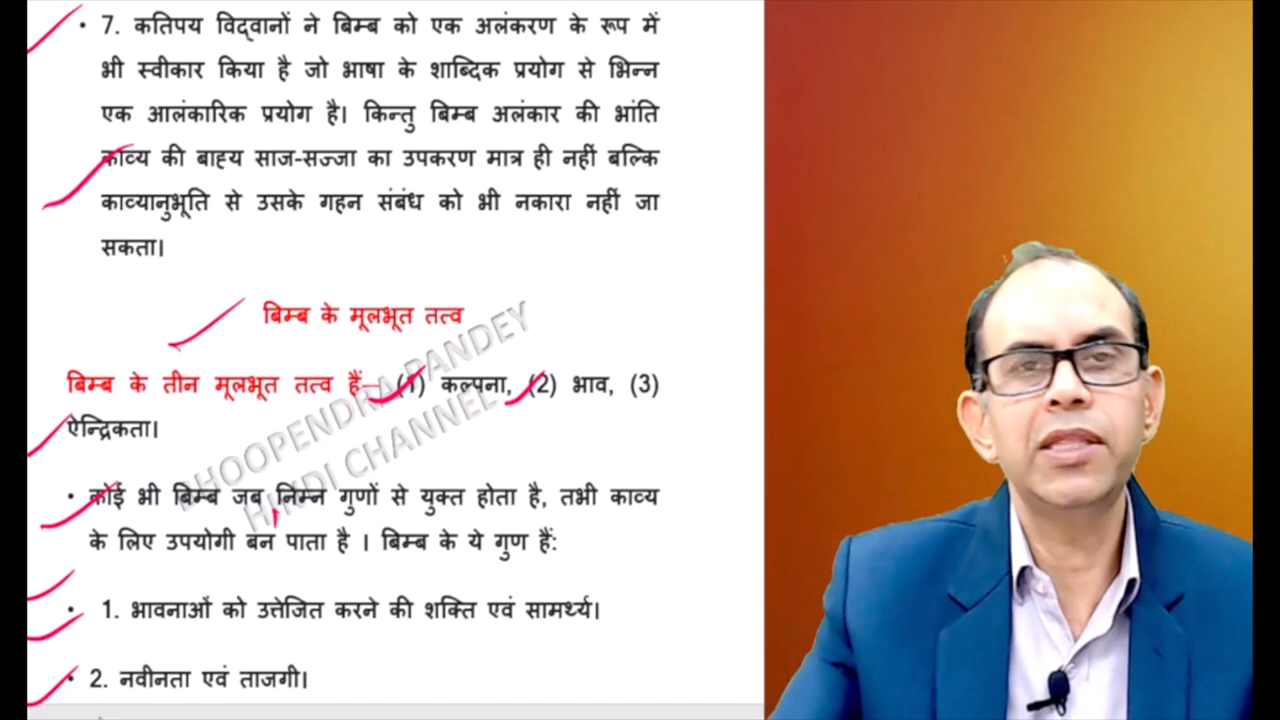 • 7. कतिपय विद्वानों ने बिम्ब को एक अलंकरण के रूप में
भी स्वीकार किया है जो भाषा के शाब्दिक प्रयोग से भिन्न
एक आलंकारिक प्रयोग है। किन्तु बिम्ब अलंकार की भांति
काव्य की बाह्य साज-सज्जा का उपकरण मात्र ही नहीं बल्कि
काव्यानुभूति से उसके गहन संबंध को भी नकारा नहीं जा
सकता।
बिम्ब के मूलभूत तत्व
बिम्ब के तीन मूलभूत तत्व हैं– (1) कल्पना, (2) भाव, (3)
ऐन्द्रिकता।
BHOOPENDRA PANDEY
HINDI CHANNEL
• कोई भी बिम्ब जब निम्न गुणों से युक्त होता है, तभी काव्य
के लिए उपयोगी बन पाता है । बिम्ब के ये गुण हैं:
• 1. भावनाओं को उत्तेजित करने की शक्ति एवं सामर्थ्य।
• 2. नवीनता एवं ताजगी।